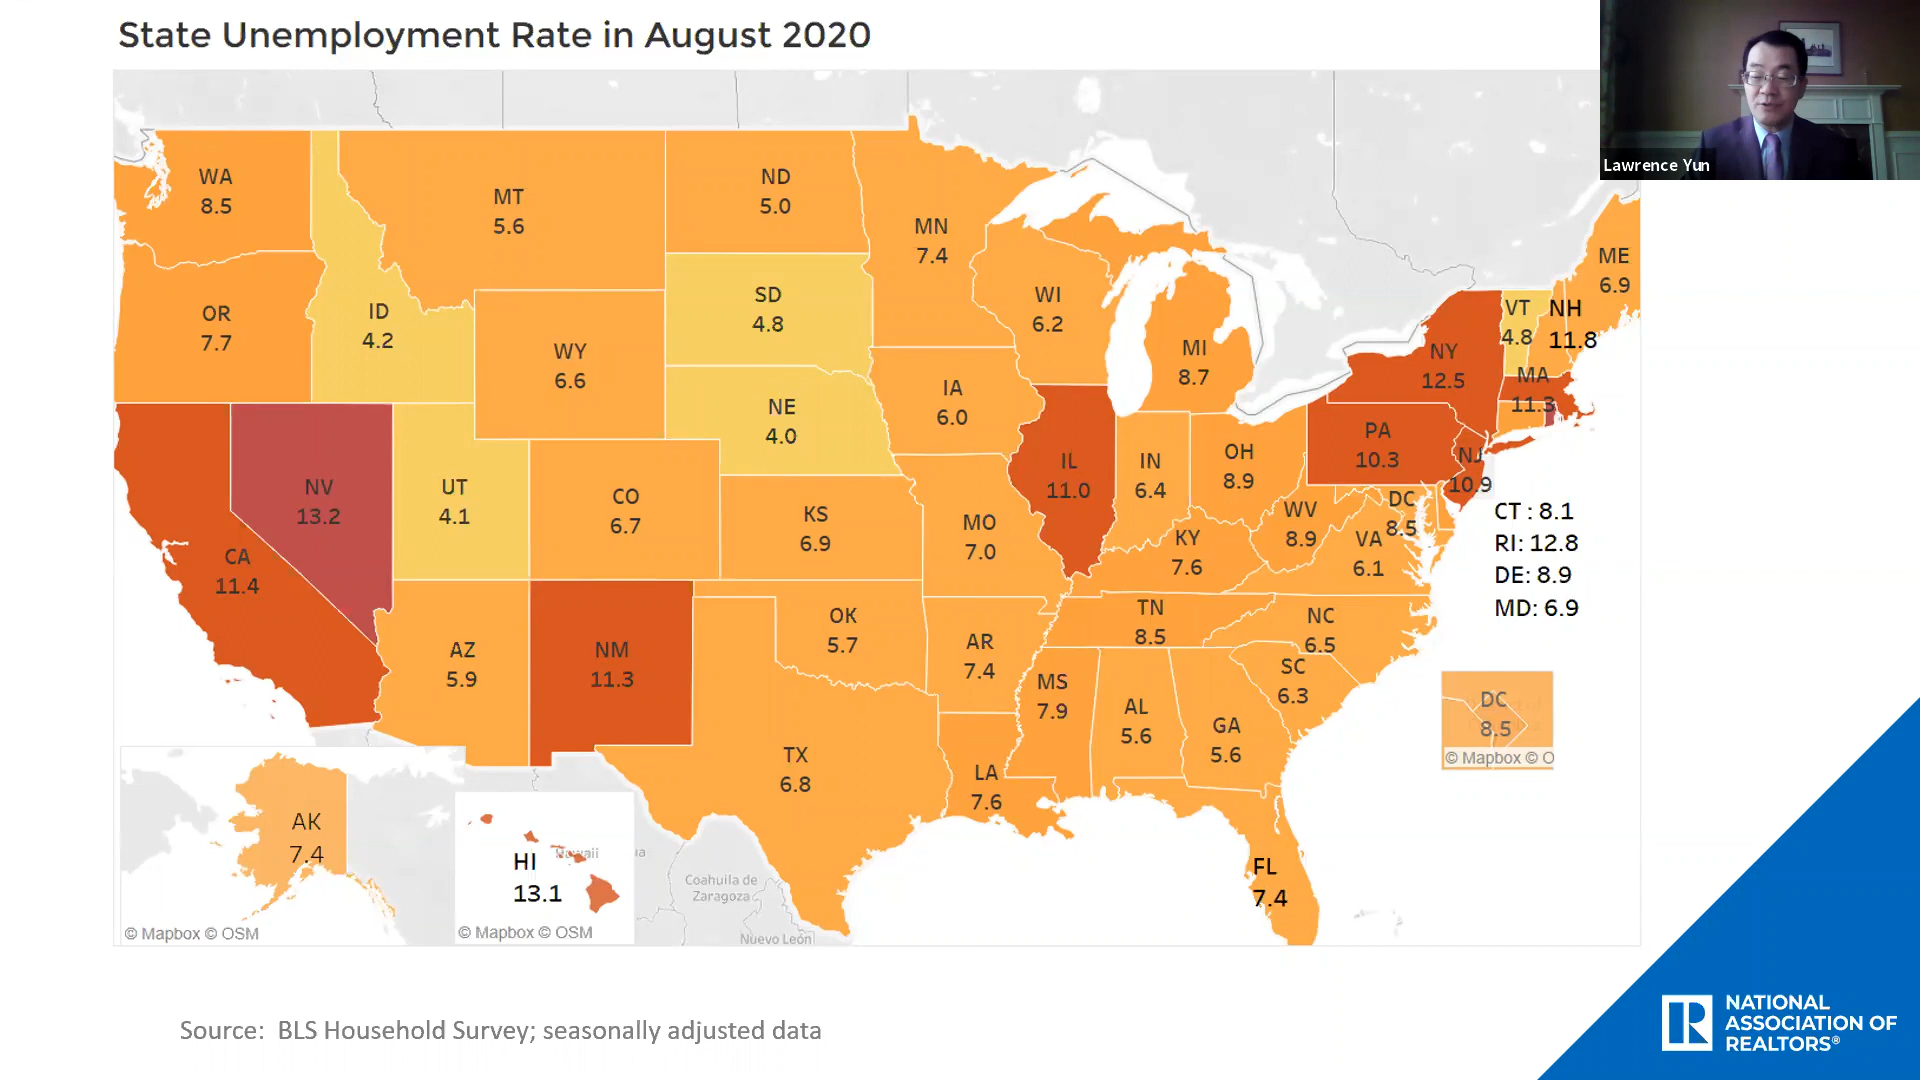 State Unemployment Rate in August 2020
Lawrence Yun
WA
8.5
MT
5.6
ND
5.0
MN
7.4
ME
6.9
OR
7.7
ID
4.2
SD
4.8
WI
6.2
MI
8.7
VT
4.8
NH
11.8
WY
6.6
NE
4.0
IA
6.0
NY
12.5
MA
11.3
NV
13.2
UT
4.1
CO
6.7
KS
6.9
MO
7.0
IL
11.0
IN
6.4
OH
8.9
PA
10.3
NJ
10.9
CA
11.4
KY
7.6
WV
8.9
VA
6.1
DC
8.5
CT : 8.1
RI: 12.8
DE: 8.9
MD: 6.9
AZ
5.9
NM
11.3
OK
5.7
AR
7.4
TN
8.5
NC
6.5
SC
6.3
MS
7.9
AL
5.6
GA
5.6
TX
6.8
LA
7.6
FL
7.4
DC
8.5
© Mapbox © O
AK
7.4
© Mapbox © OSM
Hawaii
HI
13.1
© Mapbox © OSM
ua
Coahuila de
Zaragoza
Nuevo León
Source: BLS Household Survey; seasonally adjusted data
NATIONAL
ASSOCIATION OF
REALTORS®